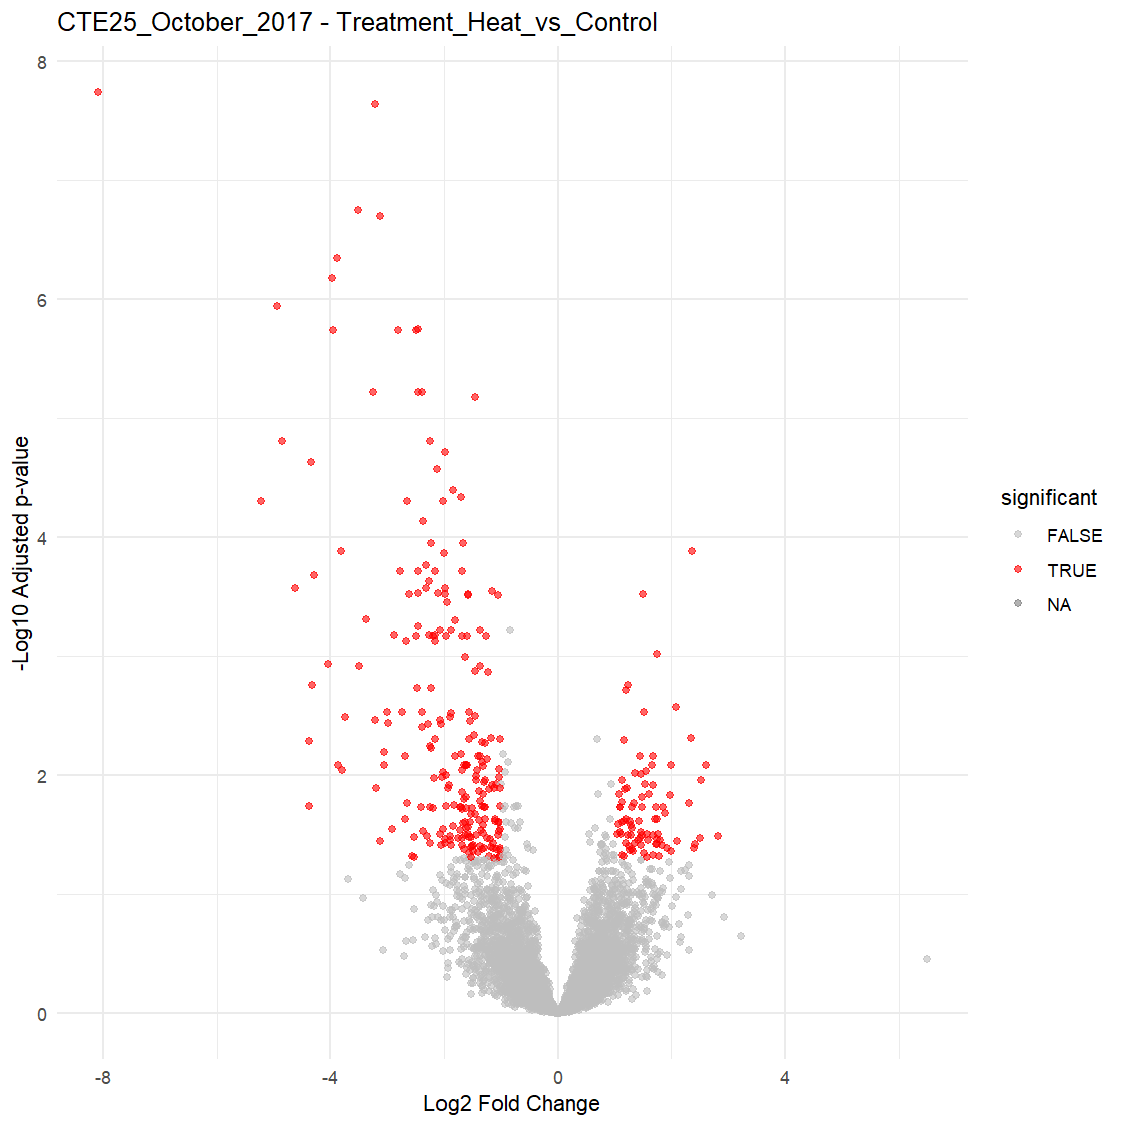 CTE25_October_2017 - Treatment_Heat_vs_Control
8
6
4
2
0
-Log10 Adjusted p-value
-8
-4
0
4
Log2 Fold Change
significant
FALSE
TRUE
NA